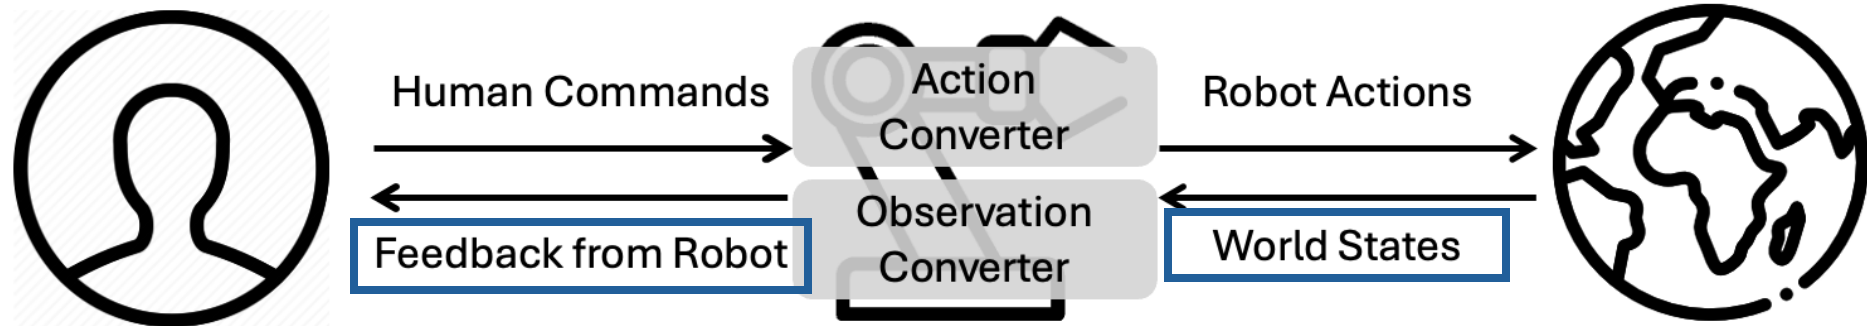 Human Commands
Action
Converter
Robot Actions
Feedback from Robot
Observation
Converter
World States